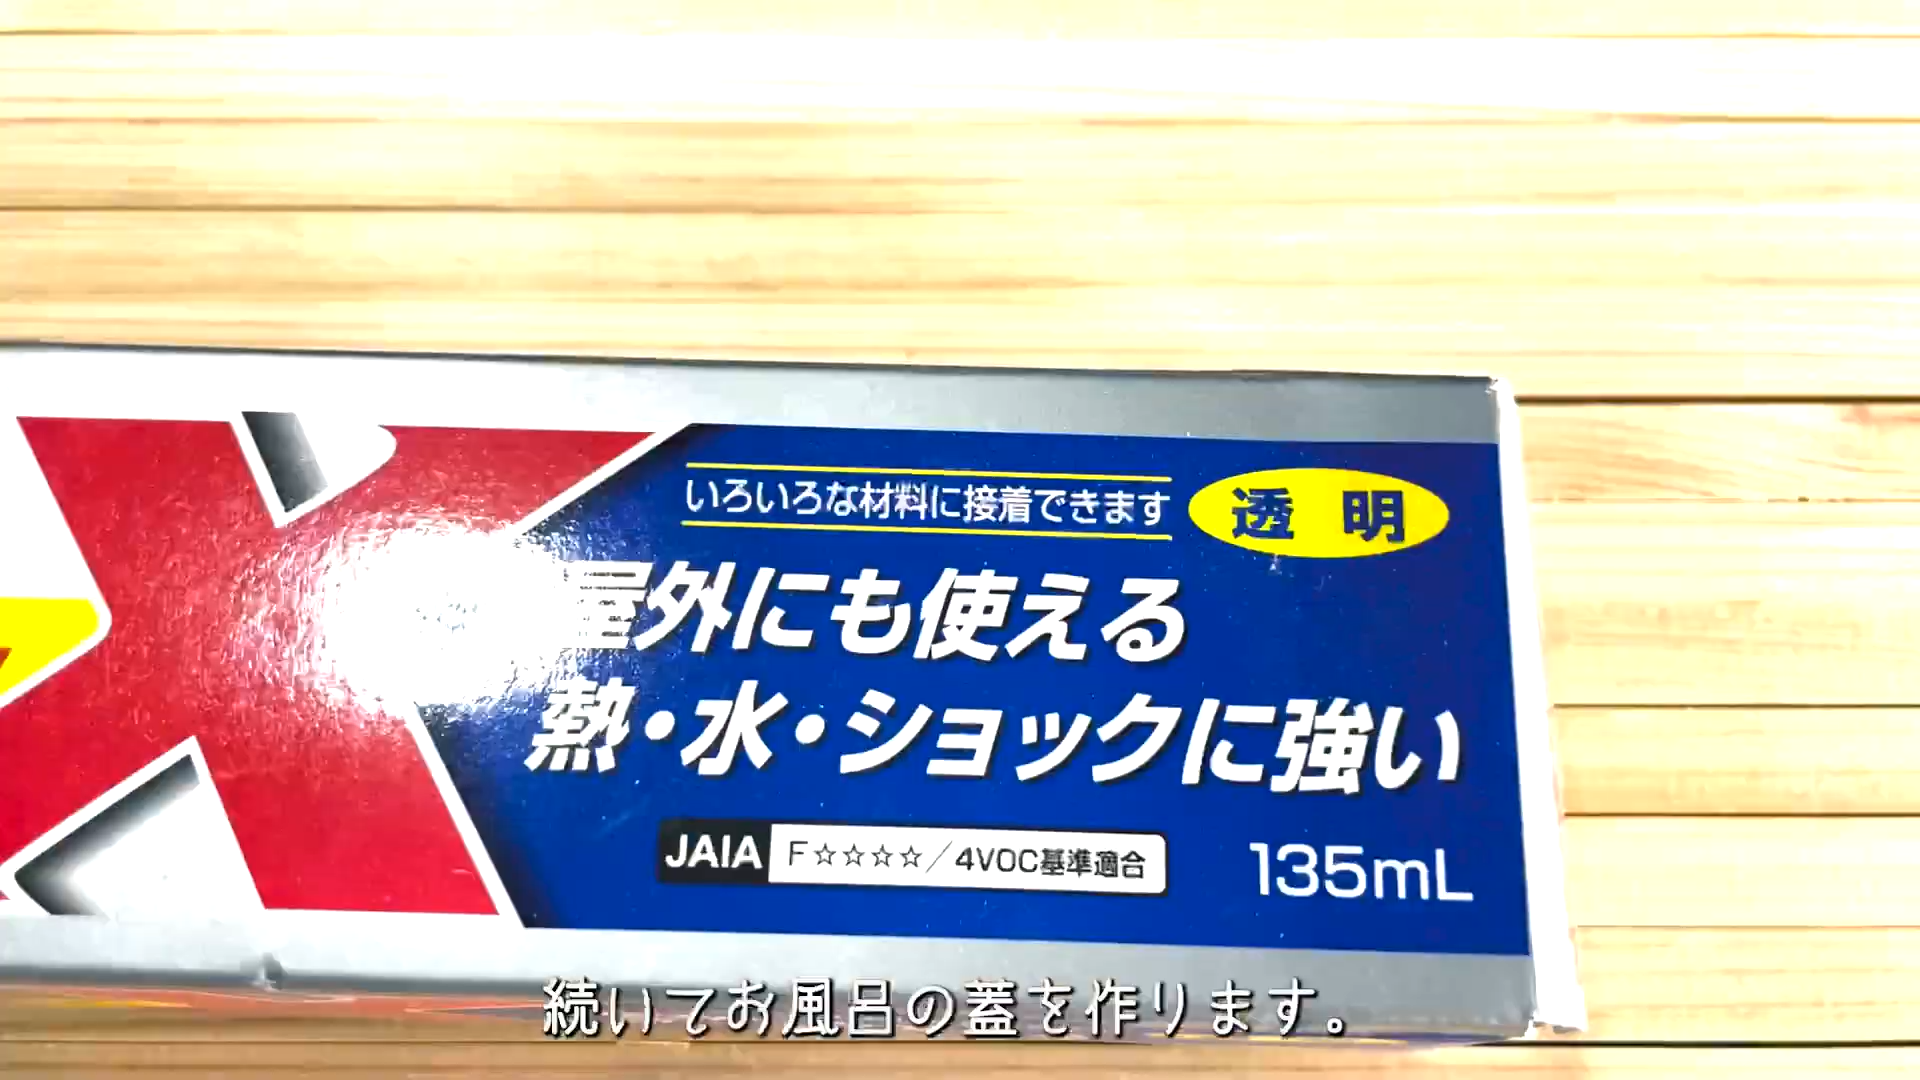 X
いろいろな材料に接着できます
透明
屋外にも使える
熱・水・ショックに強い
JAIA F☆☆☆☆/4VOC基準適合
135mL
続いてお風呂の蓋を作ります。